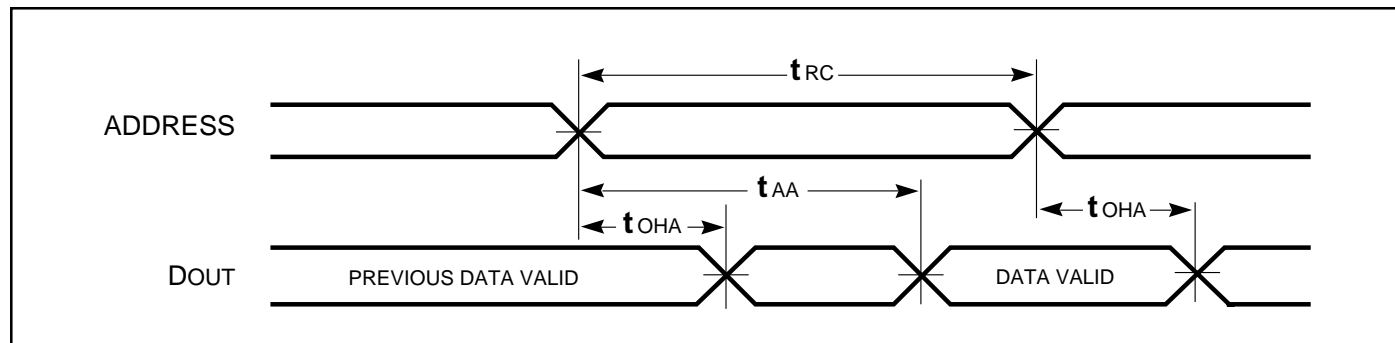 tRC
ADDRESS
tAA
tOHA
tOHA
DOUT
PREVIOUS DATA VALID
DATA VALID